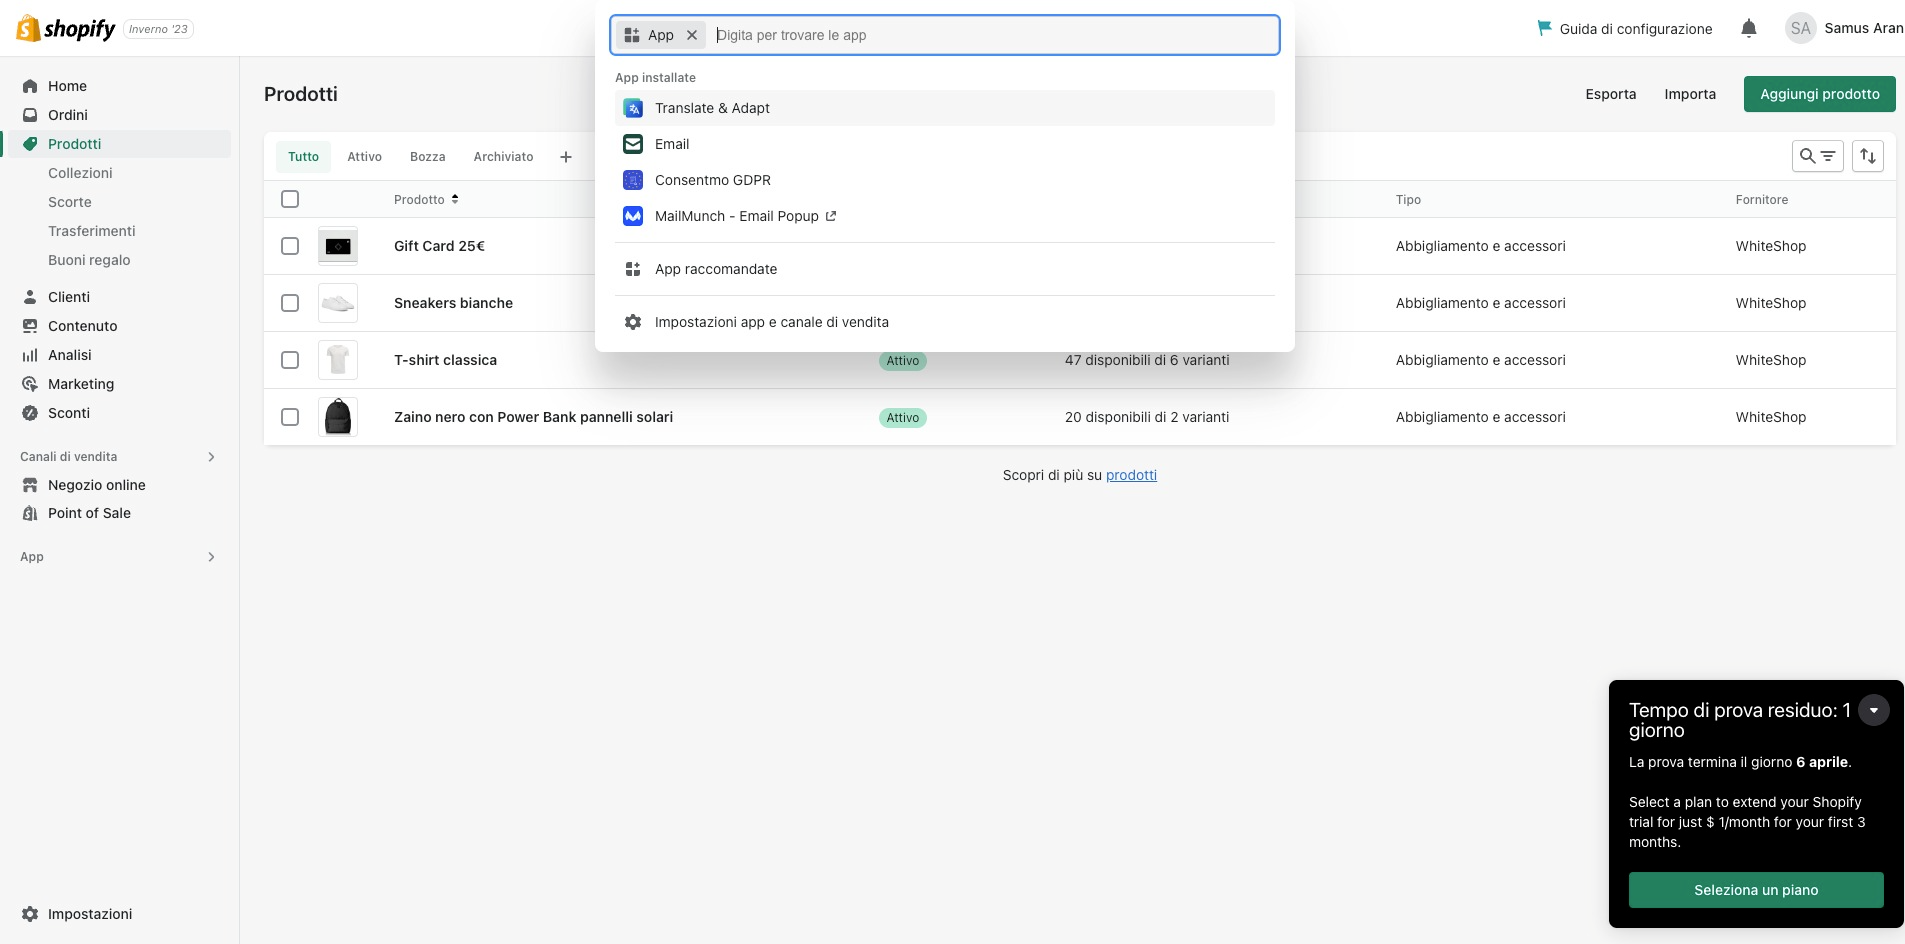 shopify
Inverno '23
App
Digita per trovare le app
Guida di configurazione
SA
Samus Aran
Home
Ordini
Prodotti
Collezioni
Scorte
Trasferimenti
Buoni regalo
Clienti
Contenuto
Analisi
Marketing
Sconti
Canali di vendita
Negozio online
Point of Sale
App
Impostazioni
App installate
Translate & Adapt
Email
Consentmo GDPR
MailMunch - Email Popup
App raccomandate
Impostazioni app e canale di vendita
Prodotti
Esporta
Importa
Aggiungi prodotto
Tutto
Attivo
Bozza
Archiviato
Prodotto
Tipo
Fornitore
Gift Card 25€
Abbigliamento e accessori
WhiteShop
Sneakers bianche
Abbigliamento e accessori
WhiteShop
T-shirt classica
Attivo
47 disponibili di 6 varianti
Abbigliamento e accessori
WhiteShop
Zaino nero con Power Bank pannelli solari
Attivo
20 disponibili di 2 varianti
Abbigliamento e accessori
WhiteShop
Scopri di più su prodotti
Tempo di prova residuo: 1
giorno
La prova termina il giorno 6 aprile.
Select a plan to extend your Shopify
trial for just $ 1/month for your first 3
months.
Seleziona un piano